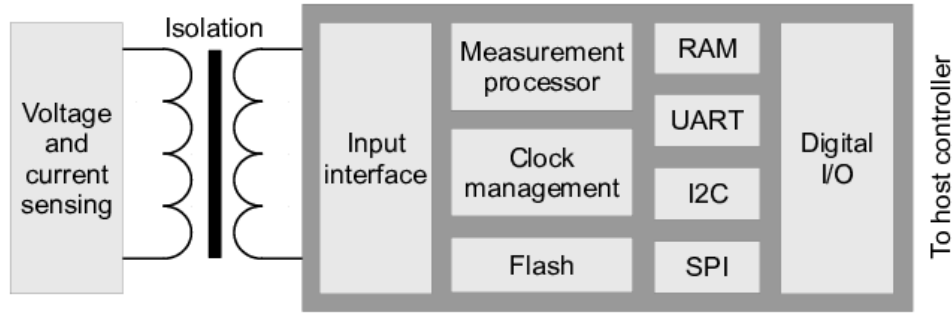 Isolation
Voltage
and
current
sensing
Input
interface
Measurement
processor
Clock
management
Flash
RAM
UART
I2C
SPI
Digital
I/O
To host controller